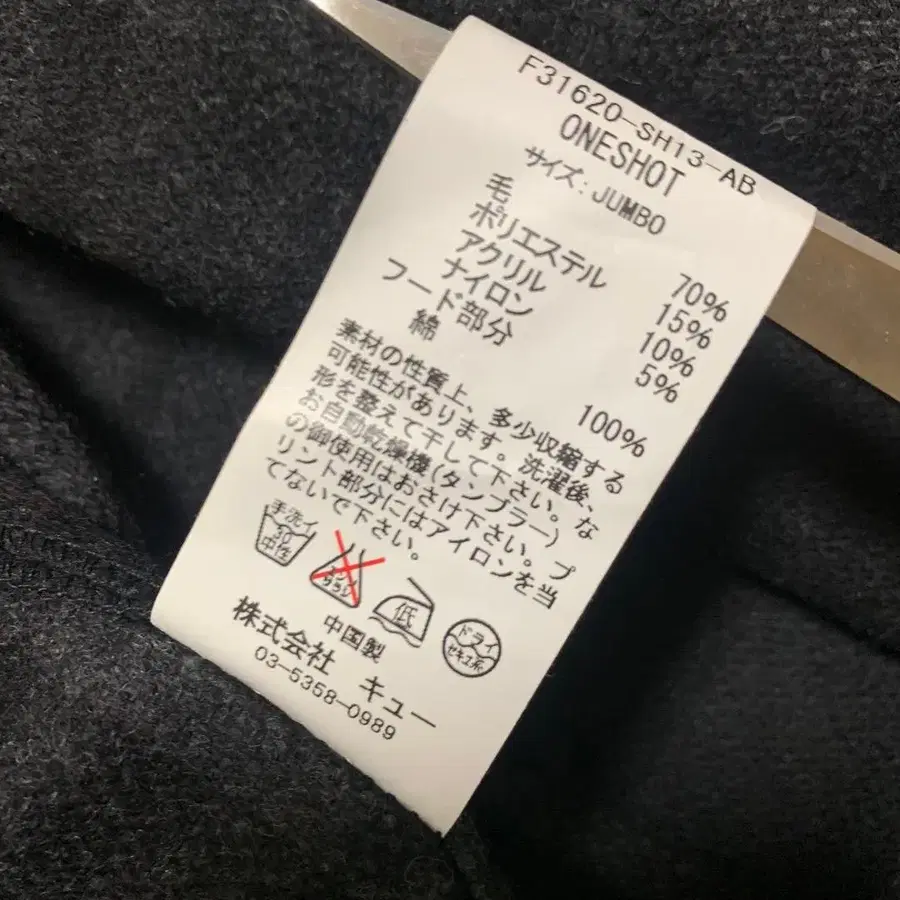 F31620-SH13-AB
ONESHOT
サイズ:JUMBO
毛 70%
ポリエステル 15%
アクリル 10%
ナイロン 5%
フード部分
綿 100%
素材の性質上、多少収縮する
可能性があります。洗濯後、
形を整えて干して下さい。な
お自動乾燥機(タンブラー)
の御使用はおさけ下さい。プ
リント部分にはアイロンを当
てないで下さい。
手洗イ
30
中性
エンソ
サラシ
低
ドライ
セキユ系
中国製
株式会社 キュー
03-5358-0989